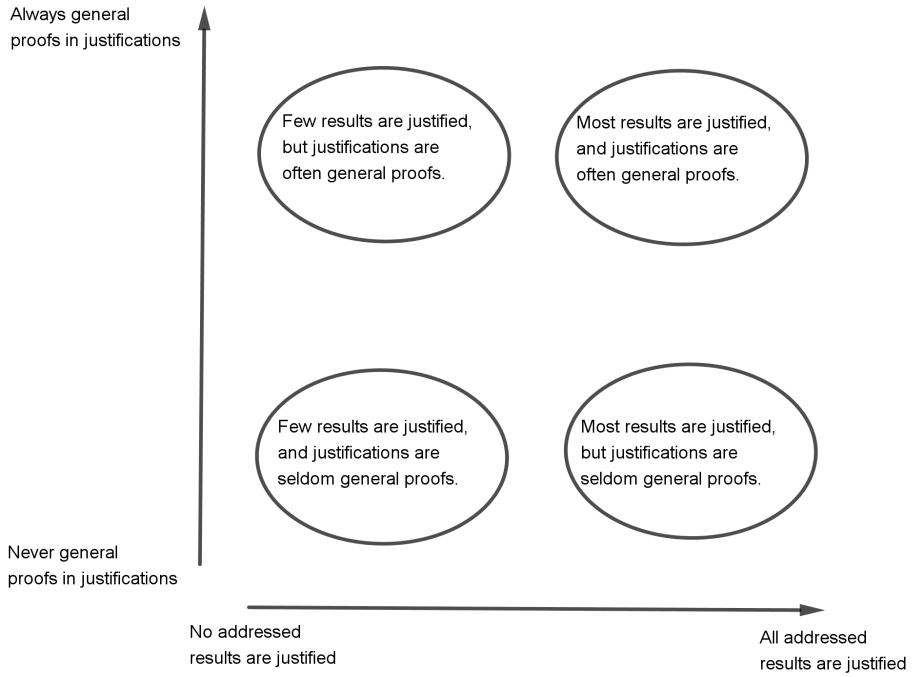 Always general
proofs in justifications
Few results are justified,
but justifications are
often general proofs.
Most results are justified,
and justifications are
often general proofs.
Few results are justified,
and justifications are
seldom general proofs.
Most results are justified,
but justifications are
seldom general proofs.
Never general
proofs in justifications
No addressed
results are justified
All addressed
results are justified